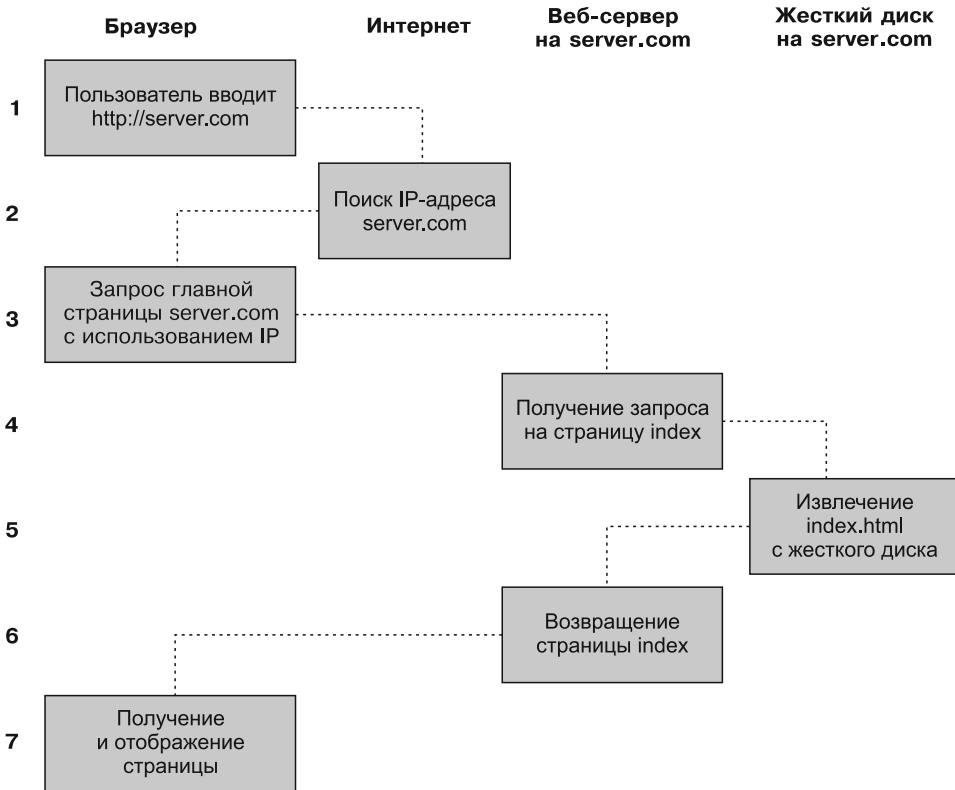 Браузер
Интернет
Веб-сервер
на server.com
Жесткий диск
на server.com
1
Пользователь вводит
http://server.com
2
Поиск IP-адреса
server.com
3
Запрос главной
страницы server.com
с использованием IP
4
Получение запроса
на страницу index
5
Извлечение
index.html
с жесткого диска
6
Возвращение
страницы index
7
Получение
и отображение
страницы